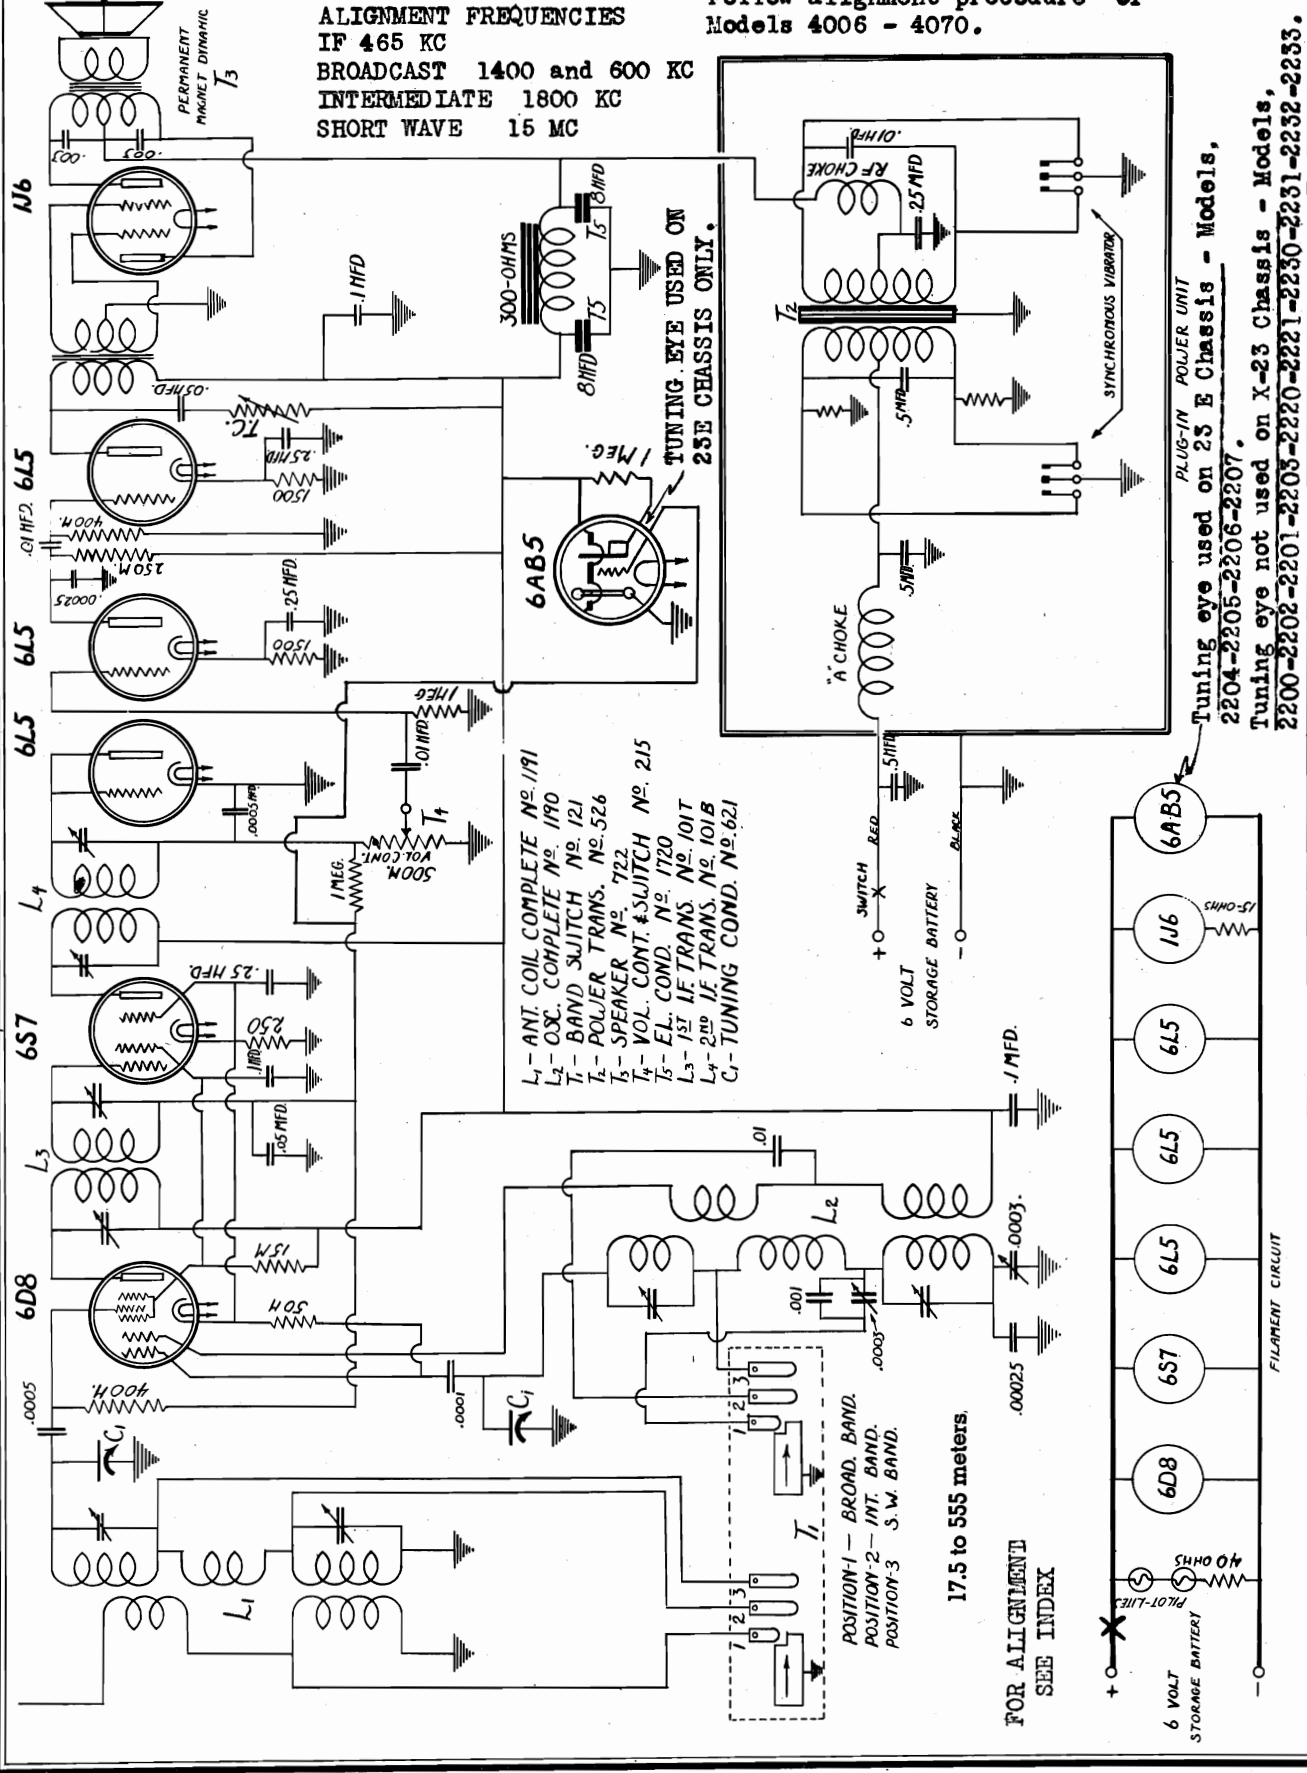 ALIGNMENT FREQUENCIES
IF 465 KC
BROADCAST 1400 and 600 KC
INTERMEDIATE 1800 KC
SHORT WAVE 15 MC
Models 4006 - 4070.
PERMANENT
MAGNET DYNAMIC
T3
.003
.003
1J6
6L5
6L5
6L5
6S7
6D8
.05MFD.
T.C.
.25MFD
1500
.01MFD.
400M.
250M.
.00025
.25MFD.
1500
.1MFD
300-OHMS
8MFD
T5
T5
8MFD
6AB5
1 MEG.
TUNING EYE USED ON
23E CHASSIS ONLY.
1MEG
.01MFD.
.0005MFD.
T4
500M.
VOL.CONT.
1MEG.
L4
.25 MFD.
250
.1MFD.
L3
.05MFD.
15M
50M
400M.
.0005
C1
.0001
C1
L1
L1 - ANT. COIL COMPLETE No. 1191
L2 - OSC. COMPLETE No. 1190
T1 - BAND SWITCH No. 121
T2 - POWER TRANS. No. 526
T3 - SPEAKER No. 722
T4 - VOL. CONT. & SWITCH No. 215
T5 - EL. COND. No. 1720
L3 - 1ST I.F. TRANS. No. 101T
L4 - 2ND I.F. TRANS. No. 101B
C1 - TUNING COND. No. 621
.01
L2
.1 MFD.
.001
.0003
.0003.
.00025
1 2 3
1 2 3
T1
POSITION-1 — BROAD. BAND.
POSITION-2 — INT. BAND.
POSITION-3 S.W. BAND.
17.5 to 555 meters.
FOR ALIGNMENT
SEE INDEX
.01MFD
RF CHOKE
.25MFD
T2
.5MFD
SYNCHRONOUS VIBRATOR
PLUG-IN POWER UNIT
.5MFD
"A" CHOKE
.5MFD
SWITCH
RED
BLACK
+
-
6 VOLT
STORAGE BATTERY
Tuning eye used on 23 E Chassis - Models,
2204-2205-2206-2207.
Tuning eye not used on X-23 Chassis - Models,
2200-2202-2201-2203-2220-2221-2230-2231-2232-2233.
6AB5
1J6
15-OHMS
6L5
6L5
6L5
6S7
6D8
PILOT-LITES
40 OHMS
+
-
6 VOLT
STORAGE BATTERY
FILAMENT CIRCUIT